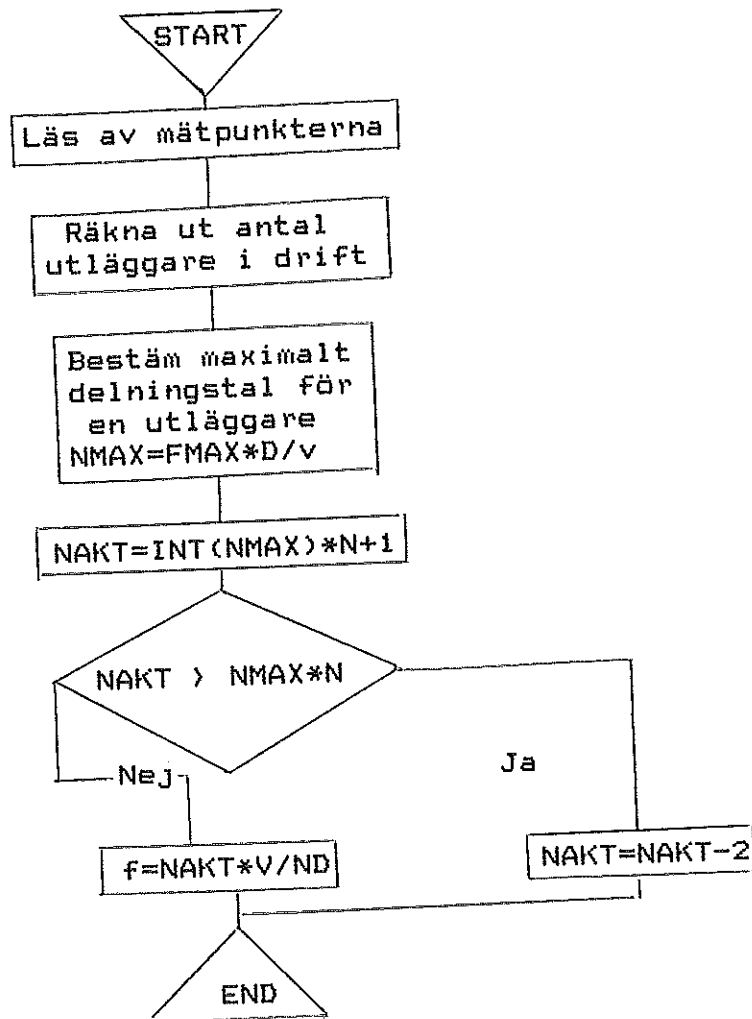 START
Läs av mätpunkterna
Räkna ut antal
utläggare i drift
Bestäm maximalt
delningstal för
en utläggare
NMAX=FMAX*D/v
NAKT=INT(NMAX)*N+1
NAKT > NMAX*N
Nej
Ja
f=NAKT*V/ND
NAKT=NAKT-2
END